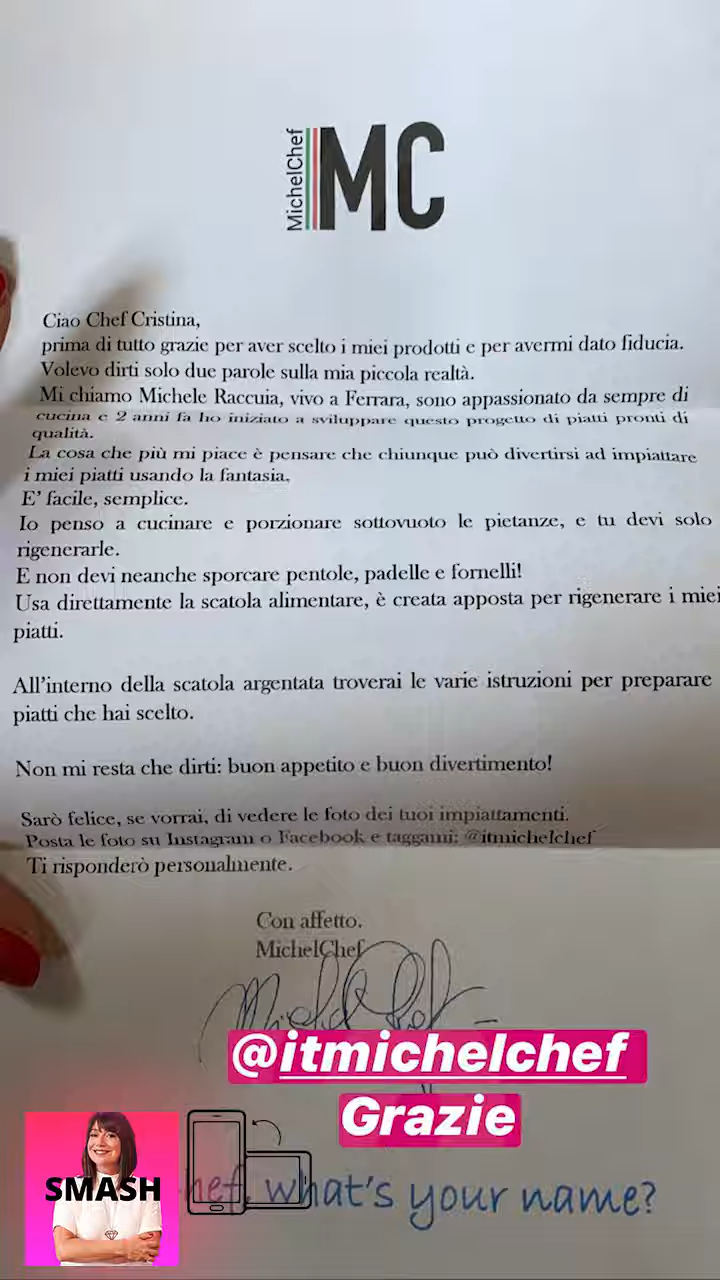 MichelChef
MC
Ciao Chef Cristina,
prima di tutto grazie per aver scelto i miei prodotti e per avermi dato fiducia.
Volevo dirti solo due parole sulla mia piccola realtà.
Mi chiamo Michele Raccuia, vivo a Ferrara, sono appassionato da sempre di
cucina e 2 anni fa ho iniziato a sviluppare questo progetto di piatti pronti di
qualità.
La cosa che più mi piace è pensare che chiunque può divertirsi ad impiattare
i miei piatti usando la fantasia.
E' facile, semplice.
Io penso a cucinare e porzionare sottovuoto le pietanze, e tu devi solo
rigenerarle.
E non devi neanche sporcare pentole, padelle e fornelli!
Usa direttamente la scatola alimentare, è creata apposta per rigenerare i miei
piatti.
All'interno della scatola argentata troverai le varie istruzioni per preparare
piatti che hai scelto.
Non mi resta che dirti: buon appetito e buon divertimento!
Sarò felice, se vorrai, di vedere le foto dei tuoi impiattamenti.
Posta le foto su Instagram o Facebook e taggami: @itmichelchef
Ti risponderò personalmente.
Con affetto.
MichelChef
Michel Chef
@itmichelchef
Grazie
SMASH
hef, what's your name?